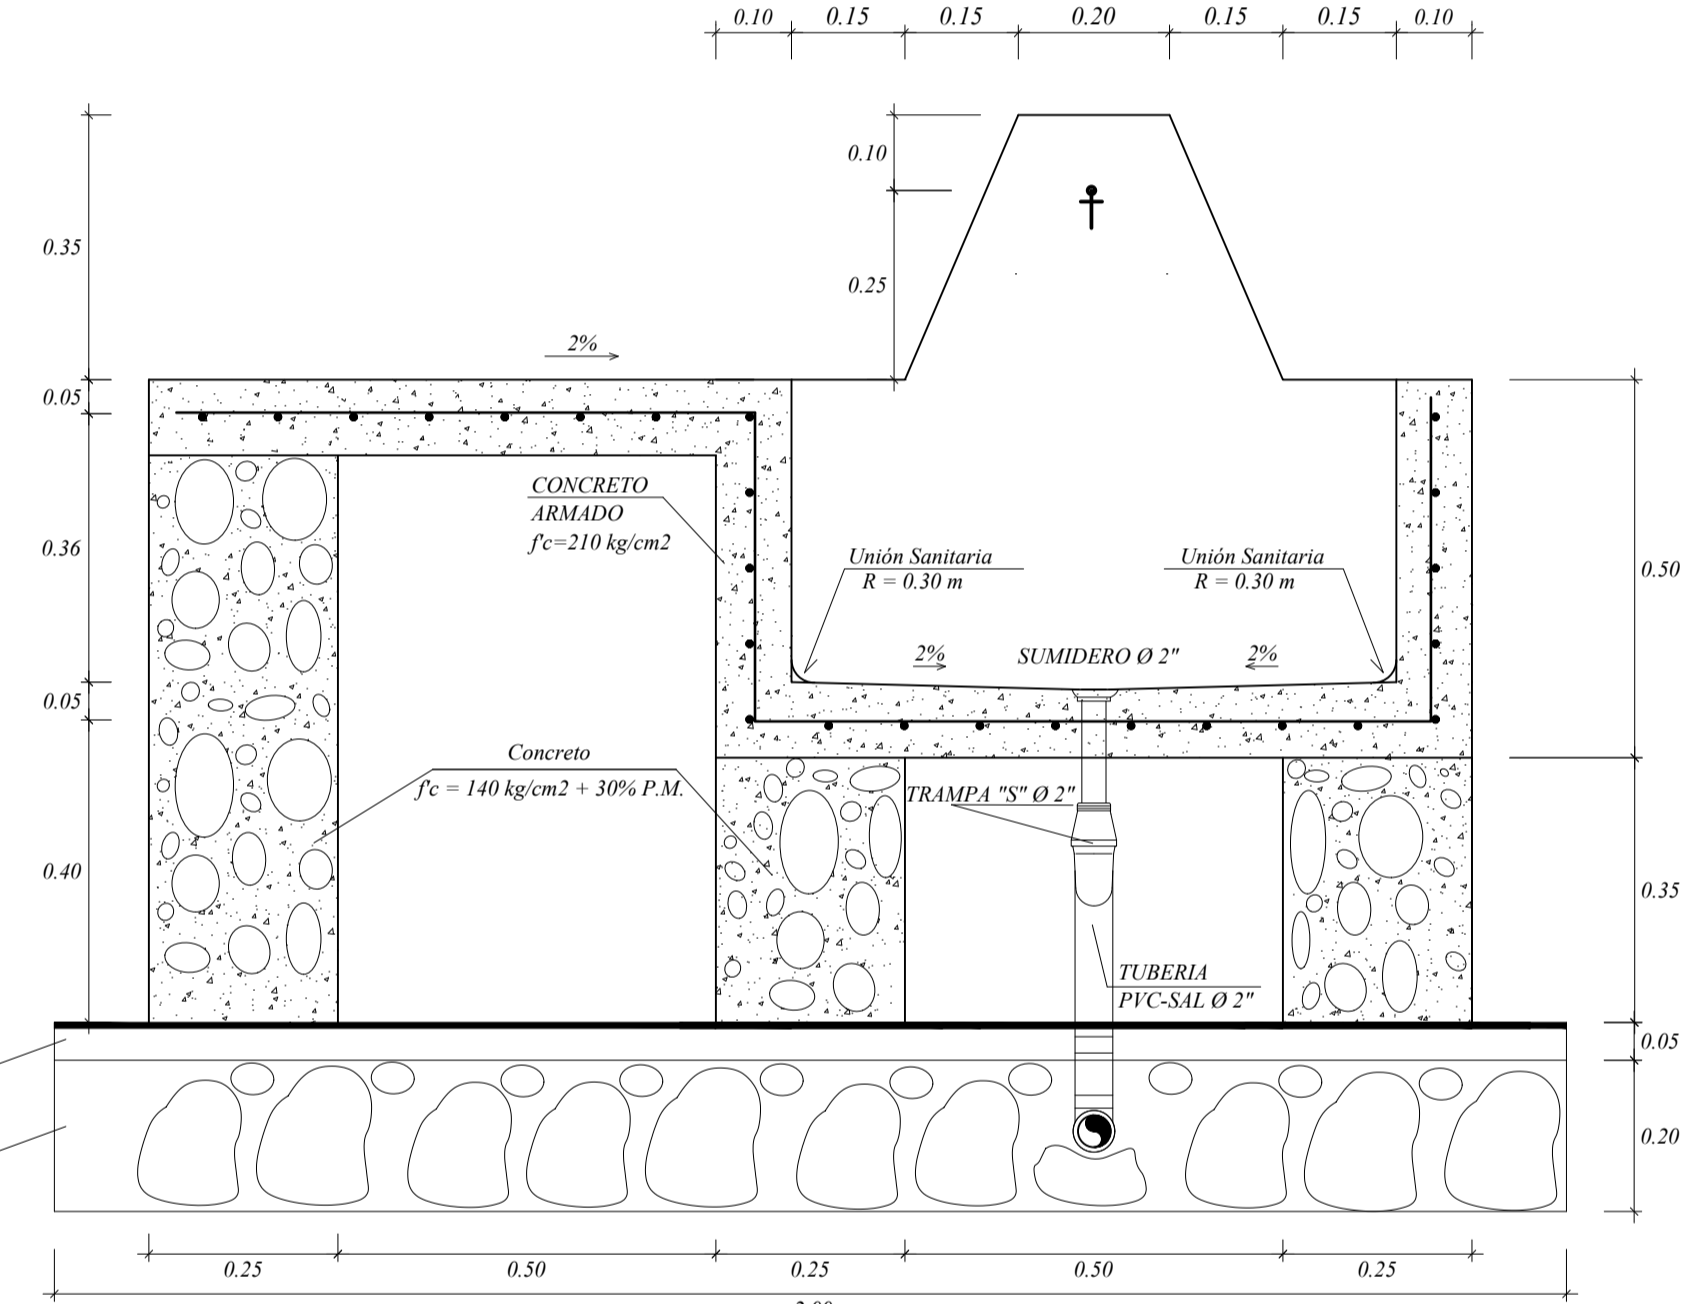 0.10 0.15 0.15 0.20 0.15 0.15 0.10
0.10
0.35
0.25
2%
0.05
CONCRETO
ARMADO
f'c=210 kg/cm2
0.36
Unión Sanitaria
R = 0.30 m
Unión Sanitaria
R = 0.30 m
0.50
2%
SUMIDERO Ø 2"
2%
0.05
Concreto
f'c = 140 kg/cm2 + 30% P.M.
TRAMPA "S" Ø 2"
0.40
0.35
TUBERIA
PVC-SAL Ø 2"
0.05
0.20
0.25 0.50 0.25 0.50 0.25